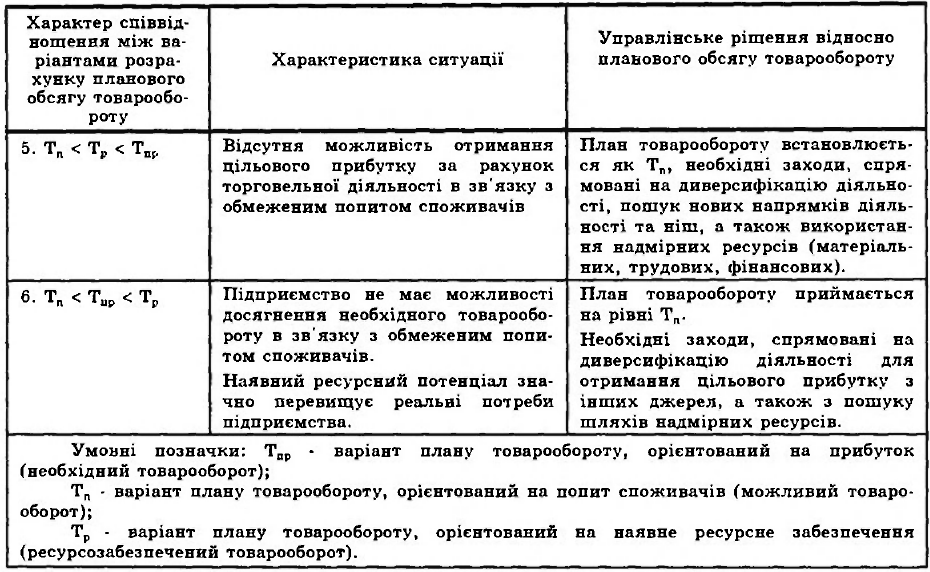 Характер співвід-
ношення між ва-
ріантами розра-
хунку планового
обсягу товарообо-
роту
Характеристика ситуації
Управлінське рішення відносно
планового обсягу товарообороту
5. Тп < Тр < Тпр.
Відсутня можливість отримання
цільового прибутку за рахунок
торговельної діяльності в зв'язку з
обмеженим попитом споживачів
План товарообороту встановлюєть-
ся як Тп, необхідні заходи, спря-
мовані на диверсифікацію діяльно-
сті, пошук нових напрямків діяль-
ності та ніш, а також використан-
ня надмірних ресурсів (матеріаль-
них, трудових, фінансових).
6. Тп < Тпр < Тр
Підприємство не має можливості
досягнення необхідного товарообо-
роту в зв'язку з обмеженим попи-
том споживачів.
Наявний ресурсний потенціал зна-
чно перевищує реальні потреби
підприємства.
План товарообороту приймається
на рівні Тп.
Необхідні заходи, спрямовані на
диверсифікацію діяльності для
отримання цільового прибутку з
інших джерел, а також з пошуку
шляхів надмірних ресурсів.
Умовні позначки: Тпр - варіант плану товарообороту, орієнтований на прибуток
(необхідний товарооборот);
Тп - варіант плану товарообороту, орієнтований на попит споживачів (можливий товаро-
оборот);
Тр - варіант плану товарообороту, орієнтований на наявне ресурсне забезпечення
(ресурсозабезпечений товарооборот).